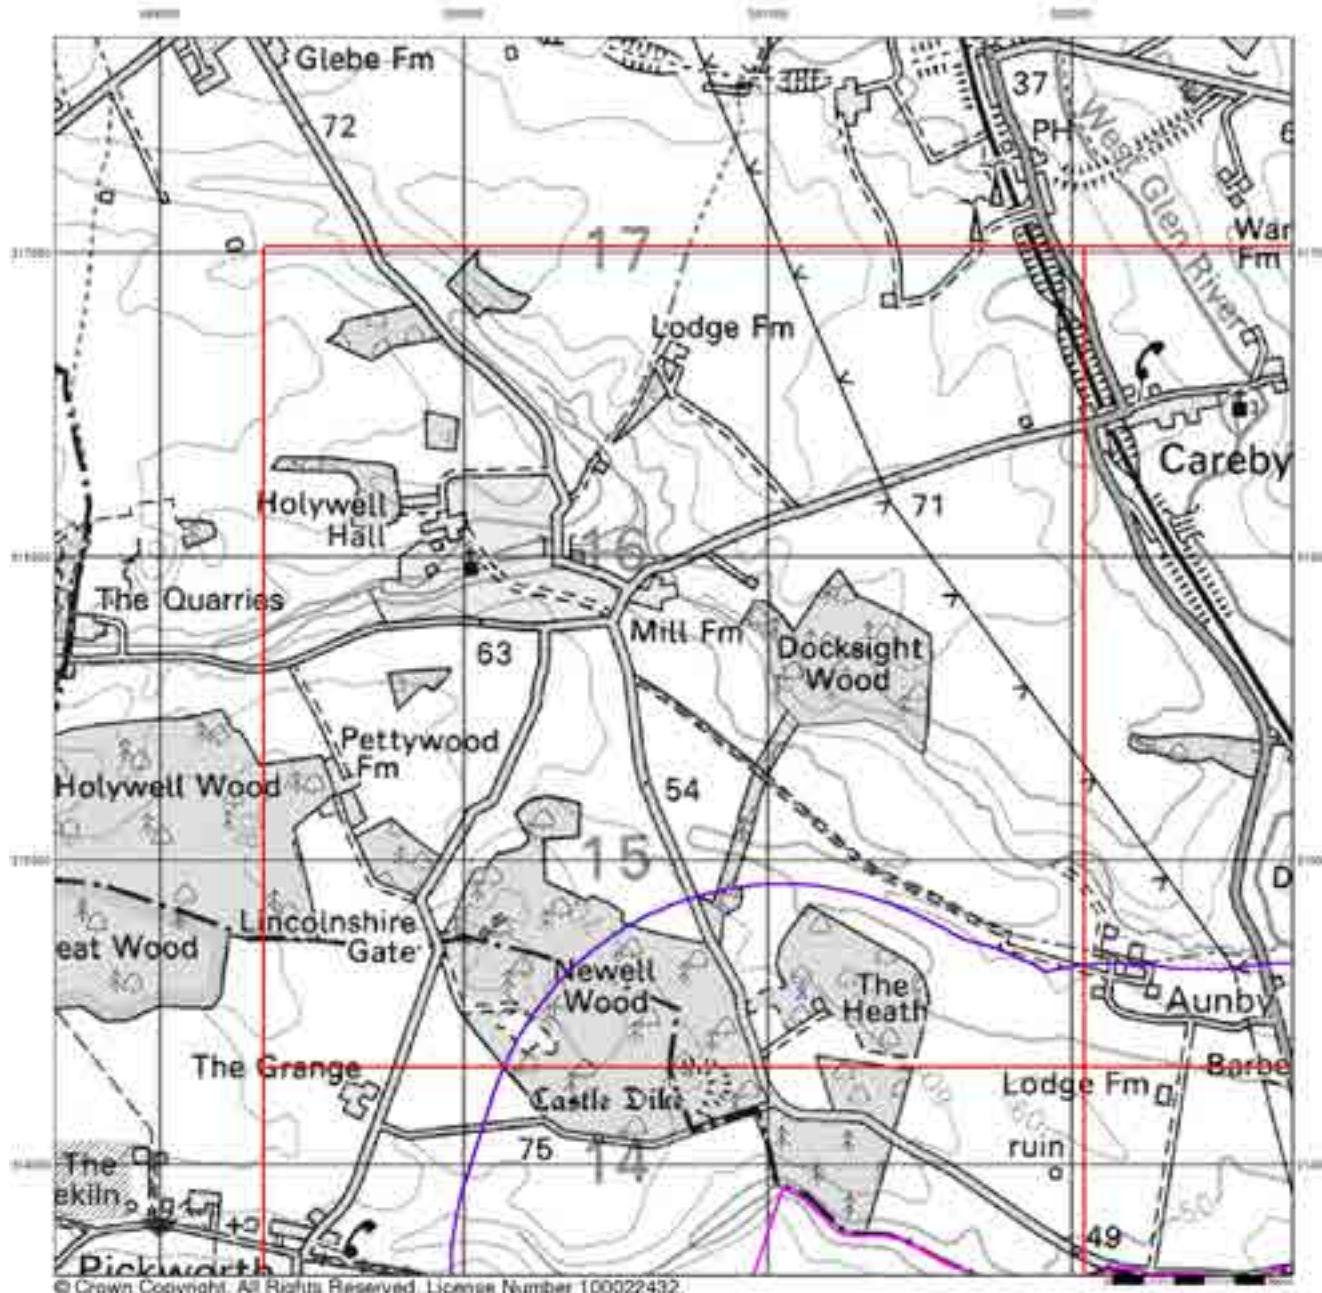 Glebe Fm
72
37
PH
West Glen River
War
Fm
17
Lodge Fm
Careby
71
Holywell
Hall
16
The Quarries
63
Mill Fm
Docksight
Wood
Pettywood
Fm
Holywell Wood
54
15
D
Lincolnshire
Gate
eat Wood
Newell
Wood
The
Heath
Aunby
The Grange
Barbe
Lodge Fm
Castle Dike
75
14
ruin
60
50
The
ekiln
49
Pickworth
© Crown Copyright. All Rights Reserved. License Number 100022432.